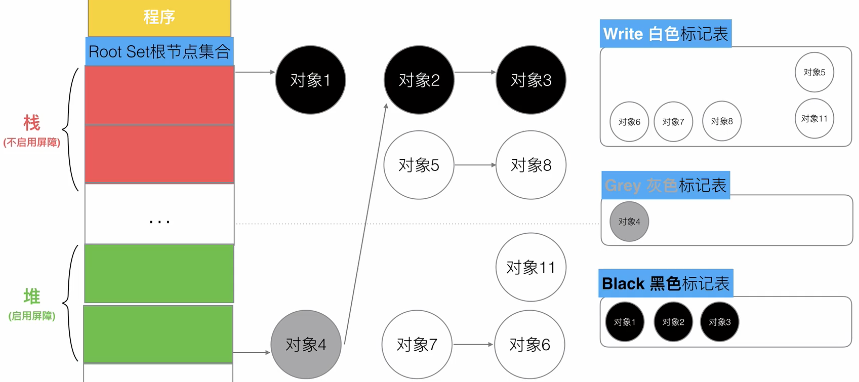 程序
Root Set根节点集合
栈
(不启用屏障)
...
堆
(启用屏障)
对象1
对象2
对象3
对象5
对象8
对象11
对象4
对象7
对象6
Write 白色标记表
对象5
对象6
对象7
对象8
对象11
Grey 灰色标记表
对象4
Black 黑色标记表
对象1
对象2
对象3